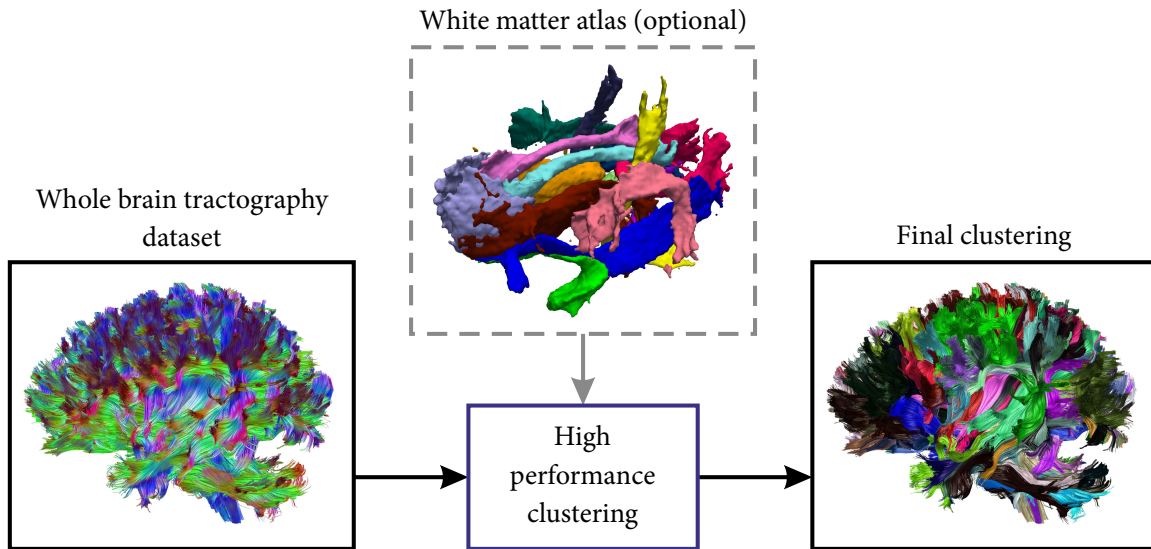 White matter atlas (optional)
Whole brain tractography
dataset
Final clustering
High
performance
clustering